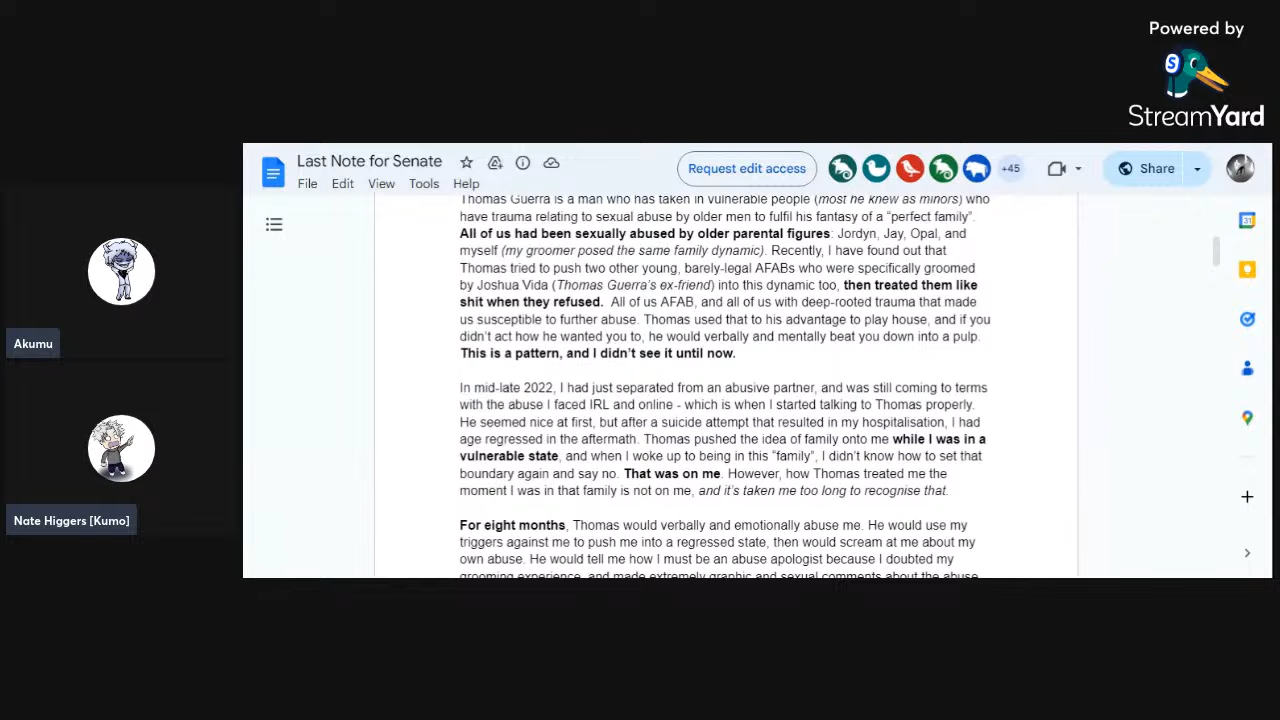 Powered by
S
StreamYard
Last Note for Senate
File Edit View Tools Help
Request edit access
+45
Share
Thomas Guerra is a man who has taken in vulnerable people (most he knew as minors) who
have trauma relating to sexual abuse by older men to fulfil his fantasy of a “perfect family”.
All of us had been sexually abused by older parental figures: Jordyn, Jay, Opal, and
myself (my groomer posed the same family dynamic). Recently, I have found out that
Thomas tried to push two other young, barely-legal AFABs who were specifically groomed
by Joshua Vida (Thomas Guerra’s ex-friend) into this dynamic too, then treated them like
shit when they refused. All of us AFAB, and all of us with deep-rooted trauma that made
us susceptible to further abuse. Thomas used that to his advantage to play house, and if you
didn’t act how he wanted you to, he would verbally and mentally beat you down into a pulp.
This is a pattern, and I didn’t see it until now.
In mid-late 2022, I had just separated from an abusive partner, and was still coming to terms
with the abuse I faced IRL and online - which is when I started talking to Thomas properly.
He seemed nice at first, but after a suicide attempt that resulted in my hospitalisation, I had
age regressed in the aftermath. Thomas pushed the idea of family onto me while I was in a
vulnerable state, and when I woke up to being in this “family”, I didn’t know how to set that
boundary again and say no. That was on me. However, how Thomas treated me the
moment I was in that family is not on me, and it’s taken me too long to recognise that.
For eight months, Thomas would verbally and emotionally abuse me. He would use my
triggers against me to push me into a regressed state, then would scream at me about my
own abuse. He would tell me how I must be an abuse apologist because I doubted my
grooming experience, and made extremely graphic and sexual comments about the abuse
Akumu
Nate Higgers [Kumo]